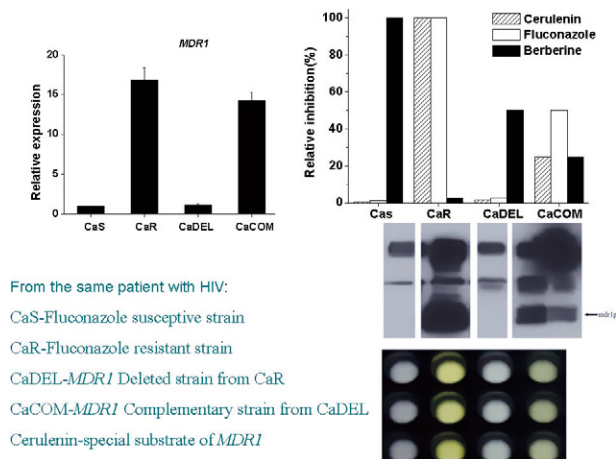 MDR1
Relative expression
20
15
10
5
0
CaS CaR CaDEL CaCOM
Cerulenin
Fluconazole
Berberine
Relative inhibition(%)
100
80
60
40
20
0
Cas CaR CaDEL CaCOM
mdr1p
From the same patient with HIV:
CaS-Fluconazole susceptive strain
CaR-Fluconazole resistant strain
CaDEL-MDR1 Deleted strain from CaR
CaCOM-MDR1 Complementary strain from CaDEL
Cerulenin-special substrate of MDR1